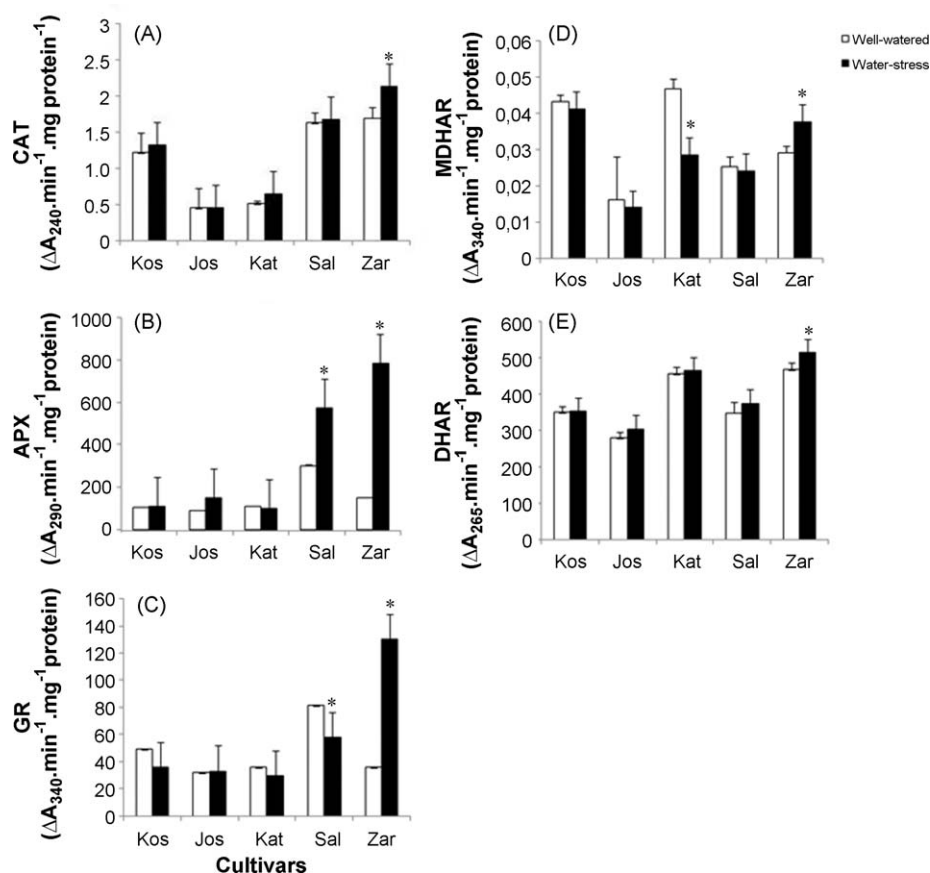 (A)
CAT
(ΔA240.min-1.mg protein-1)
3
2.5
2
1.5
1
0.5
0
*
Kos Jos Kat Sal Zar
(B)
APX
(ΔA290.min-1.mg-1protein)
1000
800
600
400
200
0
* *
Kos Jos Kat Sal Zar
(C)
GR
(ΔA340.min-1.mg-1protein)
160
140
120
100
80
60
40
20
0
* *
Kos Jos Kat Sal Zar
Cultivars
(D)
MDHAR
(ΔA340.min-1.mg-1protein)
0,06
0,05
0,04
0,03
0,02
0,01
0
* *
Kos Jos Kat Sal Zar
(E)
DHAR
(ΔA265.min-1.mg-1protein)
600
500
400
300
200
100
0
*
Kos Jos Kat Sal Zar
Well-watered
Water-stress